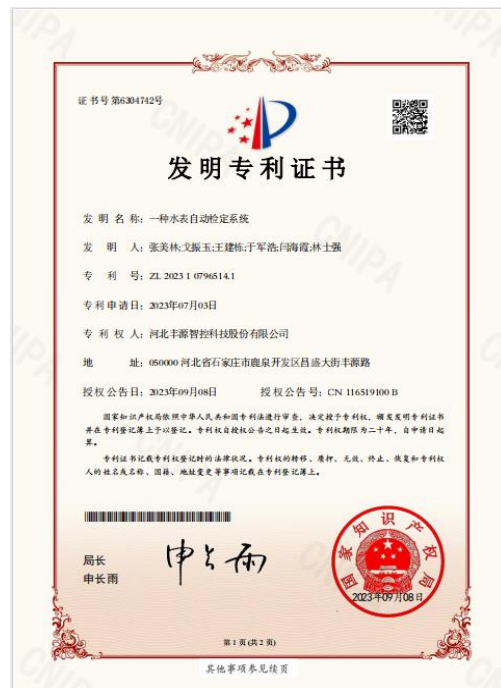 证书号第6304742号
发明专利证书
发明名称：一种水表自动检定系统
发明人：张美林;戈振玉;王建栋;于军浩;闫海霞;林士强
专利号：ZL 2023 1 0796514.1
专利申请日：2023年07月03日
专利权人：河北丰源智控科技股份有限公司
地址：050000 河北省石家庄市鹿泉开发区昌盛大街丰源路
授权公告日：2023年09月08日 授权公告号：CN 116519100 B
国家知识产权局依照中华人民共和国专利法进行审查，决定授予专利权，颁发发明专利证书
并在专利登记簿上予以登记。专利权自授权公告之日起生效。专利权期限为二十年，自申请日起
算。
专利证书记载专利权登记时的法律状况。专利权的转移、质押、无效、终止、恢复和专利权
人的姓名或名称、国籍、地址变更等事项记载在专利登记簿上。
局长
申长雨
申长雨
国家知识产权局
2023年09月08日
第 1 页 (共 2 页)
其他事项参见续页
CNIPA
CNIPA
CNIPA
CNIPA